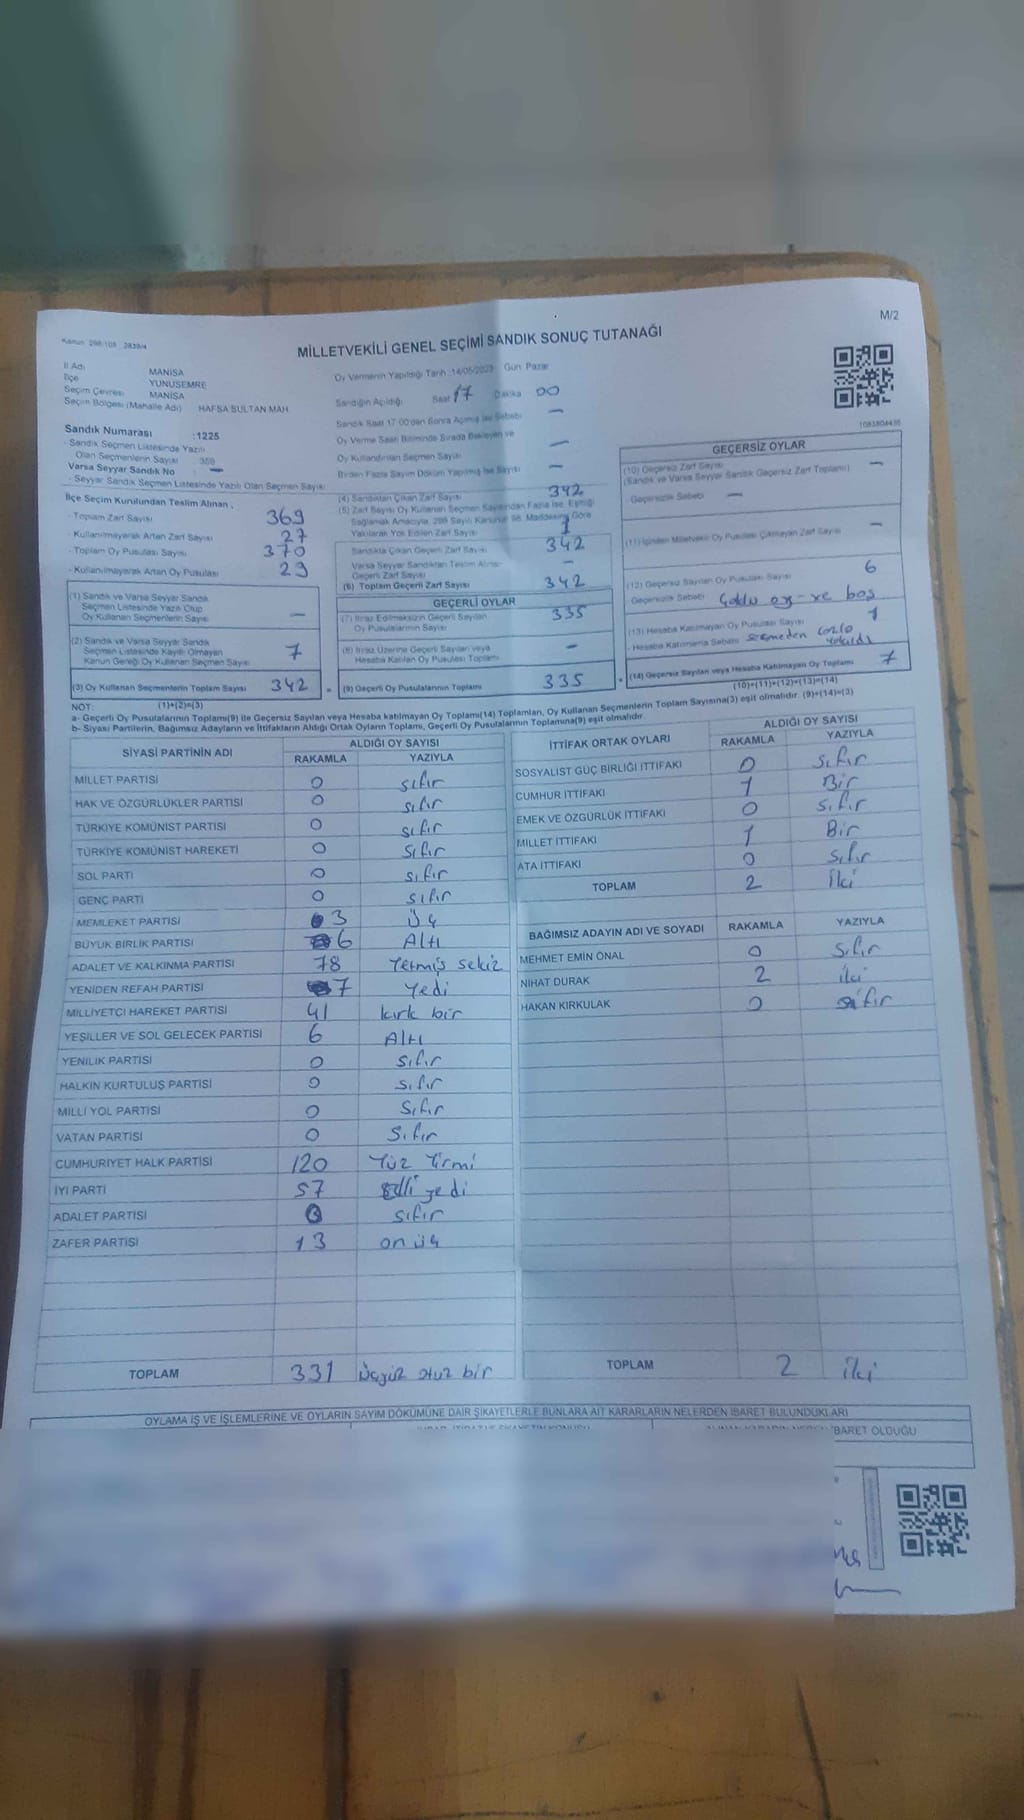 M/2
Kanun: 298/105 2839/4
MİLLETVEKİLİ GENEL SEÇİMİ SANDIK SONUÇ TUTANAĞI
İl Adı MANİSA
İlçe YUNUSEMRE
Seçim Çevresi MANİSA
Seçim Bölgesi (Mahalle Adı) HAFSA SULTAN MAH.
Sandık Numarası :1225
- Sandık Seçmen Listesinde Yazılı
Olan Seçmenlerin Sayısı 359
Varsa Seyyar Sandık No —
- Seyyar Sandık Seçmen Listesinde Yazılı Olan Seçmen Sayısı
İlçe Seçim Kurulundan Teslim Alınan ,
- Toplam Zarf Sayısı 369
- Kullanılmayarak Artan Zarf Sayısı 27
- Toplam Oy Pusulası Sayısı 370
- Kullanılmayarak Artan Oy Pusulası 29
(1) Sandık ve Varsa Seyyar Sandık
Seçmen Listesinde Yazılı Olup
Oy Kullanan Seçmenlerin Sayısı —
(2) Sandık ve Varsa Seyyar Sandık
Seçmen Listesinde Kayıtlı Olmayan
Kanun Gereği Oy Kullanan Seçmen Sayısı 7
(3) Oy Kullanan Seçmenlerin Toplam Sayısı 342
(1)+(2)=(3)
Oy Vermenin Yapıldığı Tarih :14/05/2023 Gün: Pazar
Sandığın Açıldığı Saat 17 Dakika 00
Sandık Saat 17:00'den Sonra Açılmış İse Sebebi —
Oy Verme Saati Bitiminde Sırada Bekleyen ve
Oy Kullandırılan Seçmen Sayısı —
Birden Fazla Sayım Döküm Yapılmış İse Sayısı —
(4) Sandıktan Çıkan Zarf Sayısı 342
(5) Zarf Sayısı Oy Kullanan Seçmen Sayısından Fazla İse, Eşitliği
Sağlamak Amacıyla, 298 Sayılı Kanunun 98. Maddesine Göre
Yakılarak Yok Edilen Zarf Sayısı
Sandıkta Çıkan Geçerli Zarf Sayısı 342
Varsa Seyyar Sandıktan Teslim Alınan
Geçerli Zarf Sayısı —
(6) Toplam Geçerli Zarf Sayısı 342
GEÇERLİ OYLAR
(7) İtiraz Edilmeksizin Geçerli Sayılan
Oy Pusulalarının Sayısı 335
(8) İtiraz Üzerine Geçerli Sayılan veya
Hesaba Katılan Oy Pusulası Toplamı —
(9) Geçerli Oy Pusulalarının Toplamı 335
GEÇERSİZ OYLAR
(10) Geçersiz Zarf Sayısı —
(Sandık ve Varsa Seyyar Sandık Geçersiz Zarf Toplamı)
Geçersizlik Sebebi —
(11) İçinden Milletvekili Oy Pusulası Çıkmayan Zarf Sayısı —
(12) Geçersiz Sayılan Oy Pusulası Sayısı 6
Geçersizlik Sebebi Çoklu oy - ve boş
(13) Hesaba Katılmayan Oy Pusulası Sayısı 1
- Hesaba Katılmama Sebebi seçmeden fazla
yakıldı
(14) Geçersiz Sayılan veya Hesaba Katılmayan Oy Toplamı 7
(10)+(11)+(12)+(13)=(14)
NOT:
a- Geçerli Oy Pusulalarının Toplamı(9) ile Geçersiz Sayılan veya Hesaba katılmayan Oy Toplamı(14) Toplamları, Oy Kullanan Seçmenlerin Toplam Sayısına(3) eşit olmalıdır. (9)+(14)=(3)
b- Siyasi Partilerin, Bağımsız Adayların ve İttifakların Aldığı Ortak Oyların Toplamı, Geçerli Oy Pusulalarının Toplamına(9) eşit olmalıdır.
SİYASİ PARTİNİN ADI ALDIĞI OY SAYISI
RAKAMLA YAZIYLA
MİLLET PARTİSİ 0 sıfır
HAK VE ÖZGÜRLÜKLER PARTİSİ 0 sıfır
TÜRKİYE KOMÜNİST PARTİSİ 0 sıfır
TÜRKİYE KOMÜNİST HAREKETİ 0 sıfır
SOL PARTİ 0 sıfır
GENÇ PARTİ 0 sıfır
MEMLEKET PARTİSİ 3 üç
BÜYÜK BİRLİK PARTİSİ 6 Altı
ADALET VE KALKINMA PARTİSİ 78 Yetmiş sekiz
YENİDEN REFAH PARTİSİ 7 Yedi
MİLLİYETÇİ HAREKET PARTİSİ 41 kırk bir
YEŞİLLER VE SOL GELECEK PARTİSİ 6 Altı
YENİLİK PARTİSİ 0 sıfır
HALKIN KURTULUŞ PARTİSİ 0 sıfır
MİLLİ YOL PARTİSİ 0 Sıfır
VATAN PARTİSİ 0 Sıfır
CUMHURİYET HALK PARTİSİ 120 Yüz Yirmi
İYİ PARTİ 57 Elli yedi
ADALET PARTİSİ 0 sıfır
ZAFER PARTİSİ 13 on üç
TOPLAM 331 üçyüz otuz bir
İTTİFAK ORTAK OYLARI ALDIĞI OY SAYISI
RAKAMLA YAZIYLA
SOSYALİST GÜÇ BİRLİĞİ İTTİFAKI 0 sıfır
CUMHUR İTTİFAKI 1 Bir
EMEK VE ÖZGÜRLÜK İTTİFAKI 0 sıfır
MİLLET İTTİFAKI 1 Bir
ATA İTTİFAKI 0 sıfır
TOPLAM 2 iki
BAĞIMSIZ ADAYIN ADI VE SOYADI RAKAMLA YAZIYLA
MEHMET EMİN ÖNAL 0 sıfır
NİHAT DURAK 2 iki
HAKAN KIRKULAK 0 sıfır
TOPLAM 2 iki
OYLAMA İŞ VE İŞLEMLERİNE VE OYLARIN SAYIM DÖKÜMÜNE DAİR ŞİKAYETLERLE BUNLARA AİT KARARLARIN NELERDEN İBARET BULUNDUKLARI
İBARET OLDUĞU